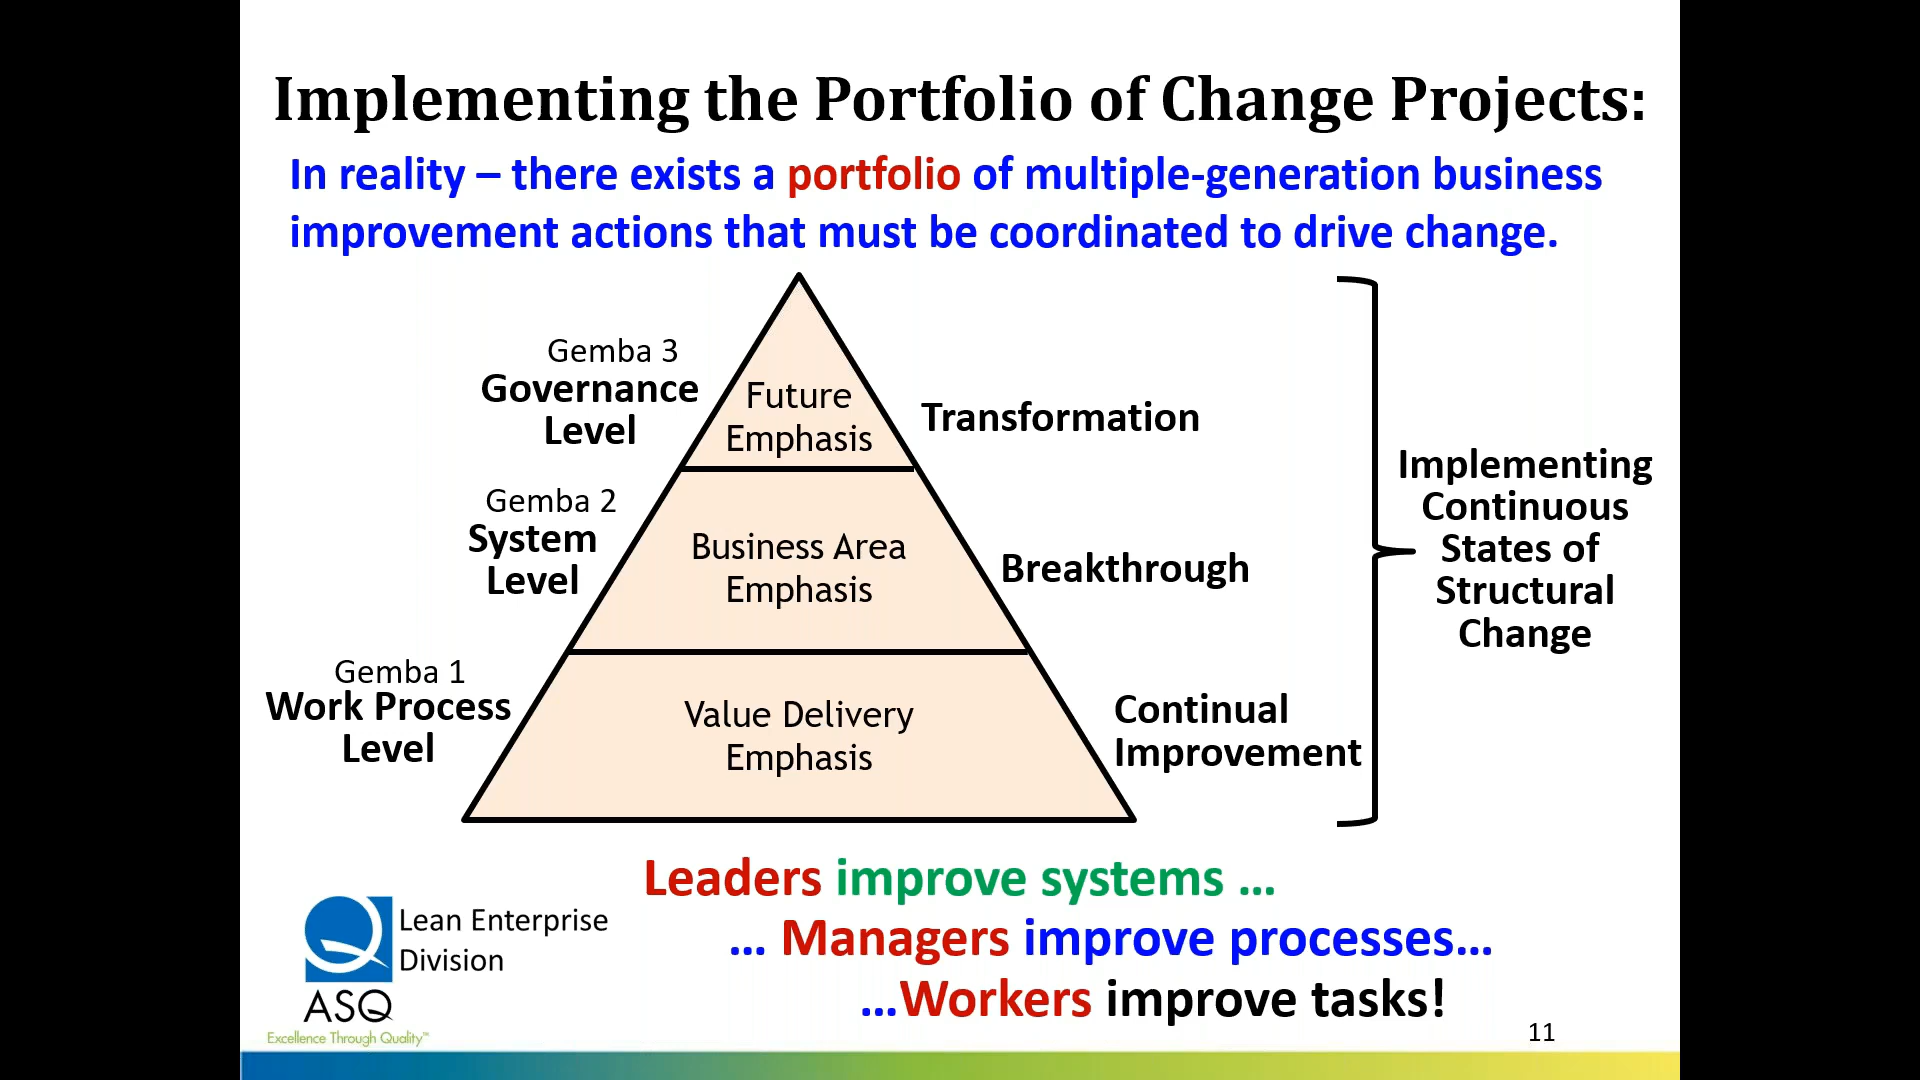 Implementing the Portfolio of Change Projects:
In reality – there exists a portfolio of multiple-generation business
improvement actions that must be coordinated to drive change.
Gemba 3
Governance
Level
Future
Emphasis
Transformation
Gemba 2
System
Level
Business Area
Emphasis
Breakthrough
Gemba 1
Work Process
Level
Value Delivery
Emphasis
Continual
Improvement
Implementing
Continuous
States of
Structural
Change
Leaders improve systems ...
... Managers improve processes...
...Workers improve tasks!
Lean Enterprise
Division
ASQ
Excellence Through Quality™
11